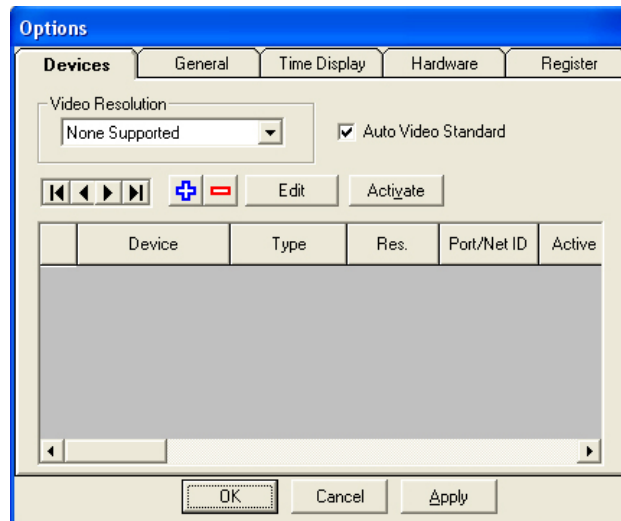 Options
Devices General Time Display Hardware Register
Video Resolution
None Supported Auto Video Standard
Edit Activate
Device Type Res. Port/Net ID Active
OK Cancel Apply